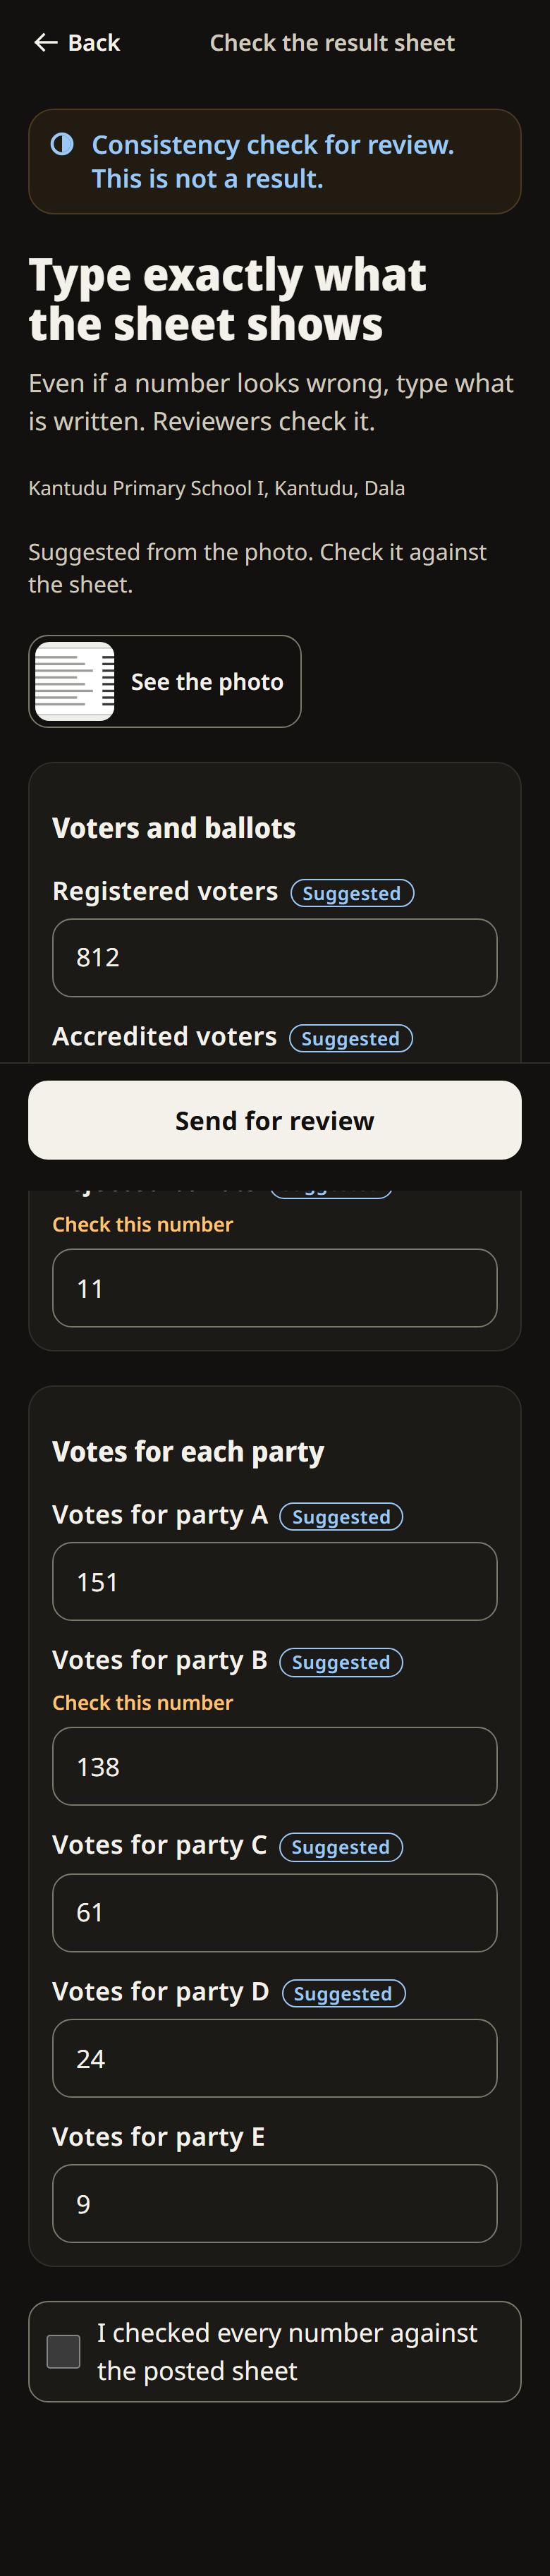 Back
Check the result sheet
Consistency check for review.
This is not a result.
Type exactly what
the sheet shows
Even if a number looks wrong, type what
is written. Reviewers check it.
Kantudu Primary School I, Kantudu, Dala
Suggested from the photo. Check it against
the sheet.
See the photo
Voters and ballots
Registered voters Suggested
812
Accredited voters Suggested
Send for review
Check this number
11
Votes for each party
Votes for party A Suggested
151
Votes for party B Suggested
Check this number
138
Votes for party C Suggested
61
Votes for party D Suggested
24
Votes for party E
9
I checked every number against
the posted sheet